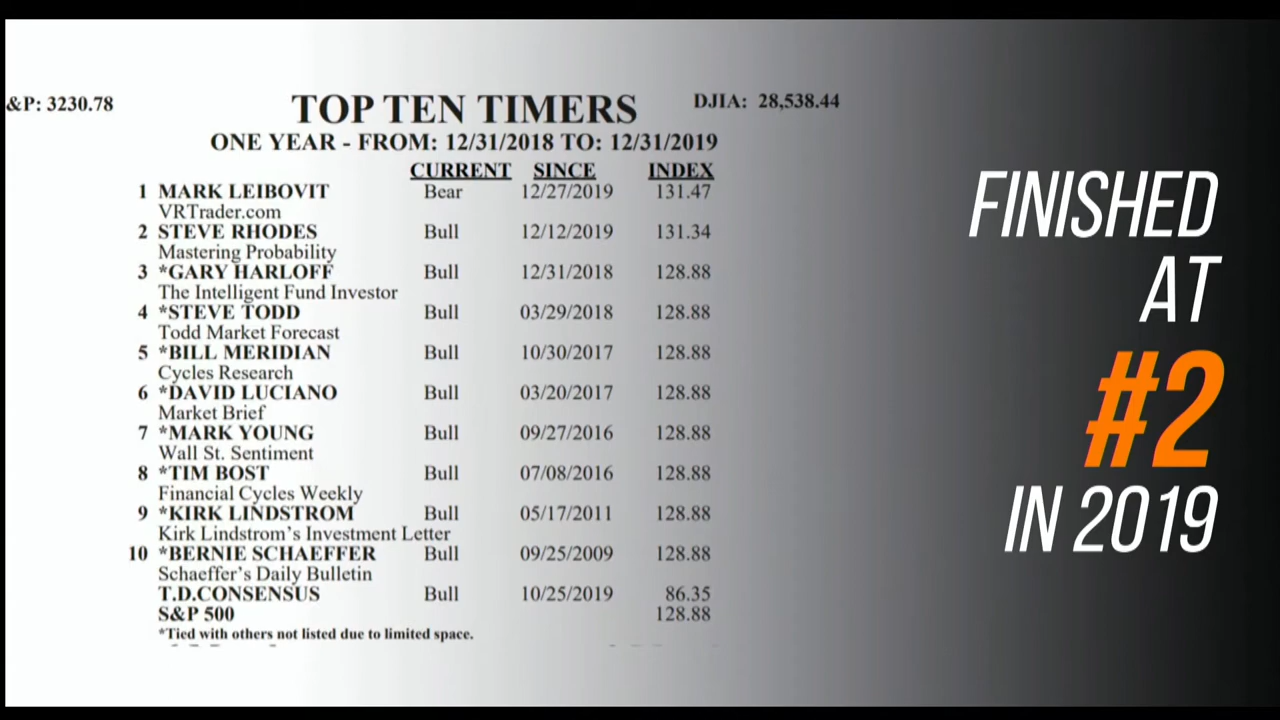 &P: 3230.78
TOP TEN TIMERS
DJIA: 28,538.44
ONE YEAR - FROM: 12/31/2018 TO: 12/31/2019
CURRENT SINCE INDEX
1 MARK LEIBOVIT Bear 12/27/2019 131.47
VRTrader.com
2 STEVE RHODES Bull 12/12/2019 131.34
Mastering Probability
3 *GARY HARLOFF Bull 12/31/2018 128.88
The Intelligent Fund Investor
4 *STEVE TODD Bull 03/29/2018 128.88
Todd Market Forecast
5 *BILL MERIDIAN Bull 10/30/2017 128.88
Cycles Research
6 *DAVID LUCIANO Bull 03/20/2017 128.88
Market Brief
7 *MARK YOUNG Bull 09/27/2016 128.88
Wall St. Sentiment
8 *TIM BOST Bull 07/08/2016 128.88
Financial Cycles Weekly
9 *KIRK LINDSTROM Bull 05/17/2011 128.88
Kirk Lindstrom's Investment Letter
10 *BERNIE SCHAEFFER Bull 09/25/2009 128.88
Schaeffer's Daily Bulletin
T.D.CONSENSUS Bull 10/25/2019 86.35
S&P 500 128.88
*Tied with others not listed due to limited space.
FINISHED
AT
#2
IN 2019